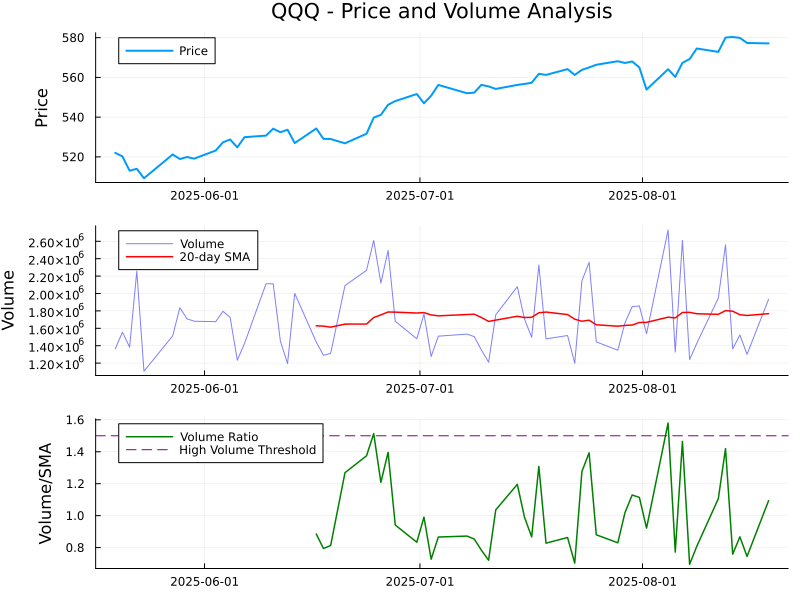 QQQ - Price and Volume Analysis
Price
580
560
540
520
Price
2025-06-01 2025-07-01 2025-08-01
Volume
20-day SMA
2.60×10⁶
2.40×10⁶
2.20×10⁶
2.00×10⁶
1.80×10⁶
1.60×10⁶
1.40×10⁶
1.20×10⁶
Volume
2025-06-01 2025-07-01 2025-08-01
Volume Ratio
High Volume Threshold
1.6
1.4
1.2
1.0
0.8
Volume/SMA
2025-06-01 2025-07-01 2025-08-01